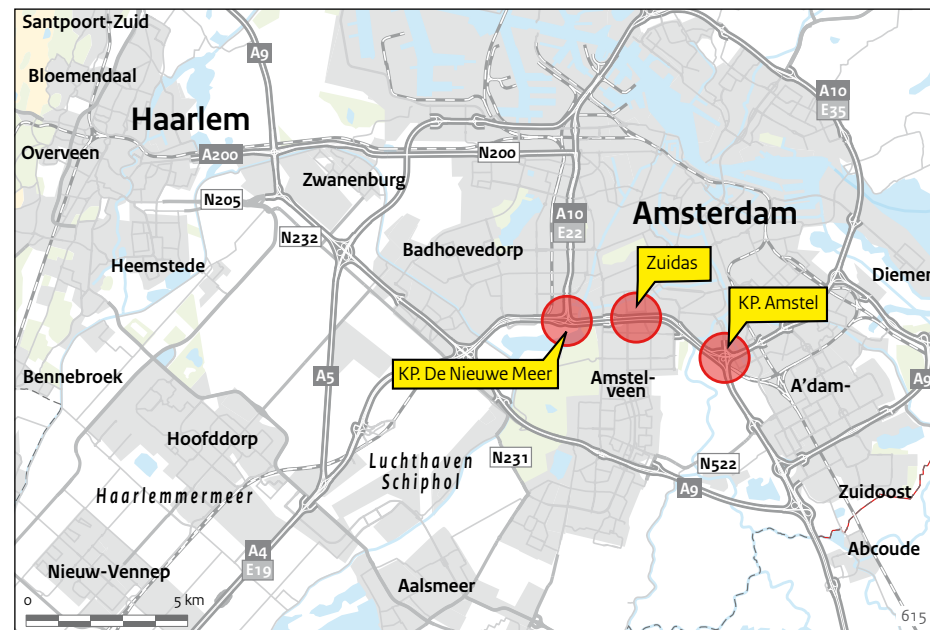 Santpoort-Zuid
A9
Bloemendaal
A10
E35
Haarlem
Overveen
A200
N200
Zwanenburg
N205
A10
E22
Amsterdam
N232
Badhoevedorp
Zuidas
Heemstede
Diemen
KP. Amstel
KP. De Nieuwe Meer
Bennebroek
A5
Amstel-
veen
A'dam-
A9
Hoofddorp
Luchthaven
Schiphol
N231
N522
A9
Haarlemmermeer
Zuidoost
A4
E19
Abcoude
Nieuw-Vennep
Aalsmeer
0 5 km
615